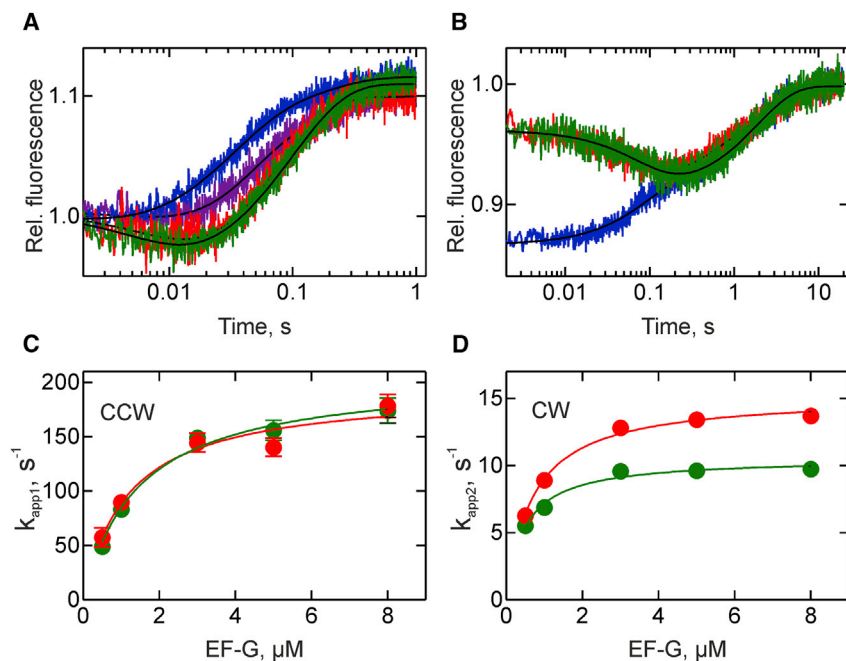 A
Rel. fluorescence
1.1
1.0
0.01 0.1 1
Time, s
B
Rel. fluorescence
1.0
0.9
0.01 0.1 1 10
Time, s
C
CCW
k_app1, s⁻¹
200
150
100
50
0
0 2 4 6 8
EF-G, µM
D
CW
k_app2, s⁻¹
15
10
5
0
0 2 4 6 8
EF-G, µM